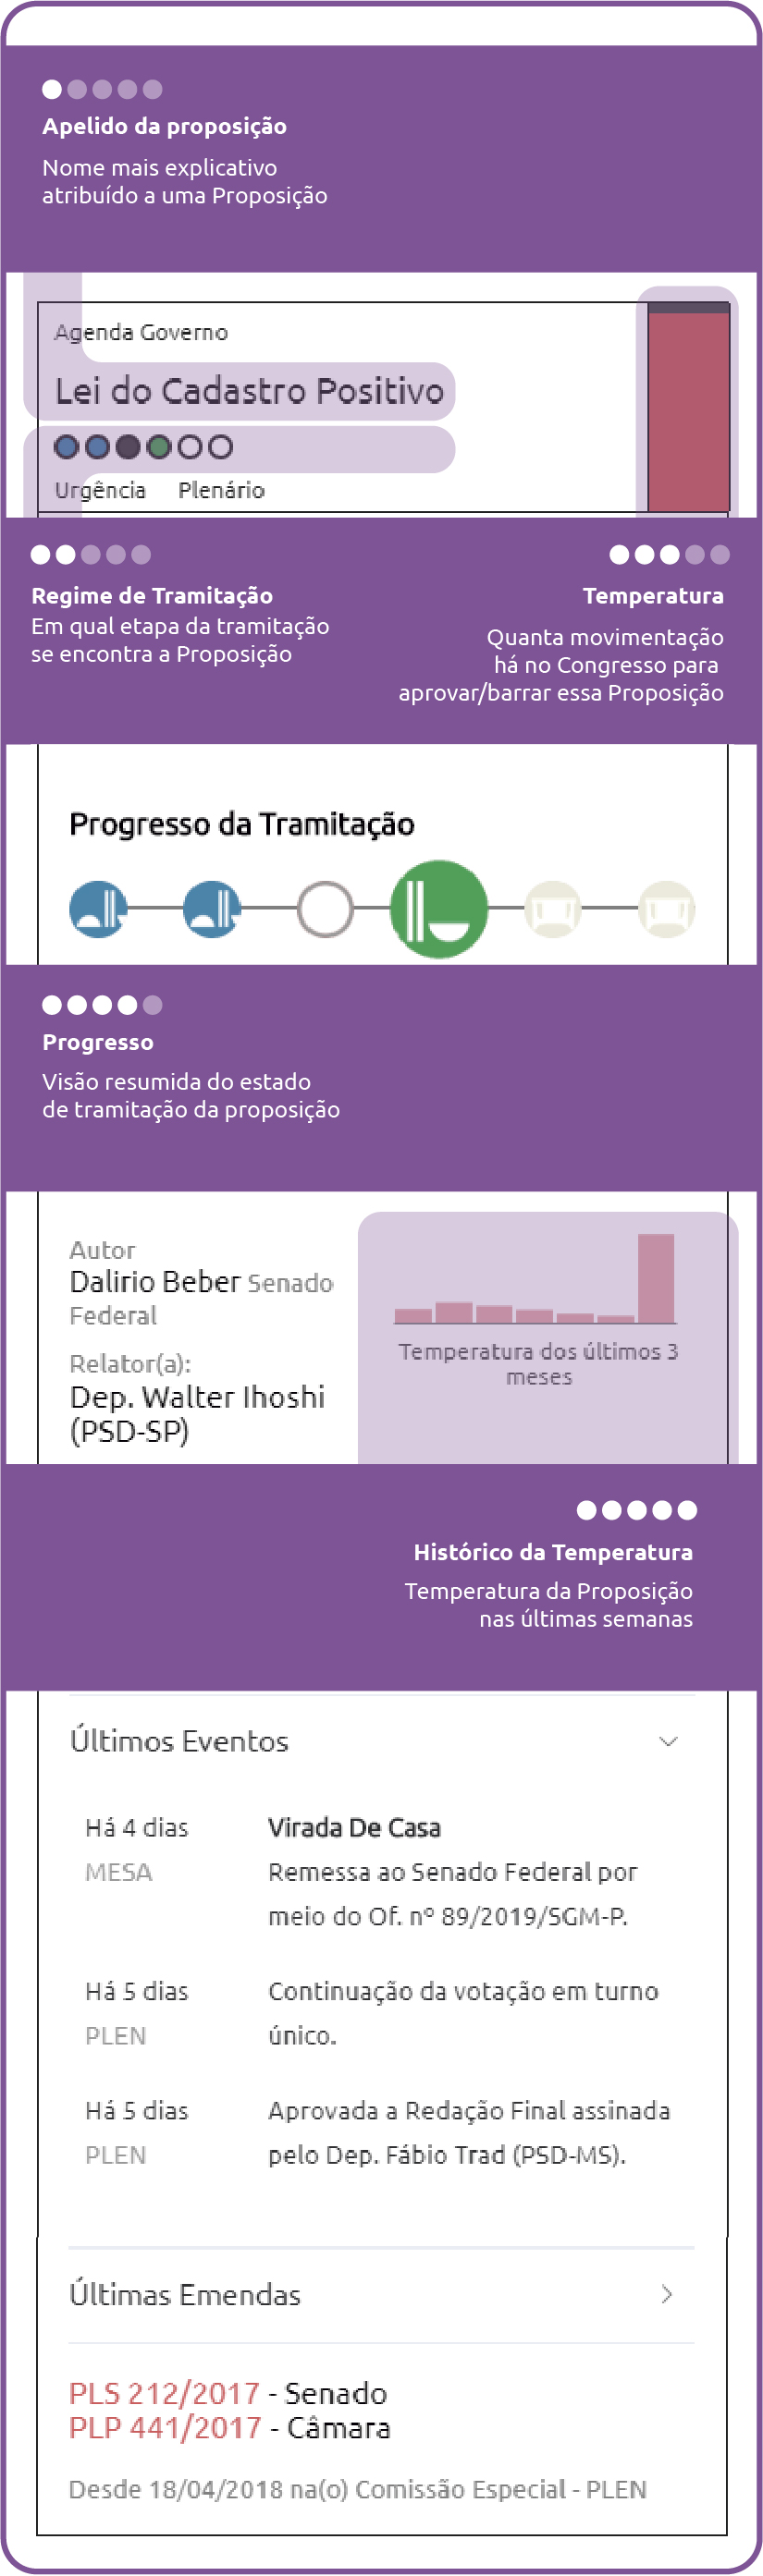 Apelido da proposição
Nome mais explicativo
atribuído a uma Proposição
Agenda Governo
Lei do Cadastro Positivo
Urgência Plenário
Regime de Tramitação
Em qual etapa da tramitação
se encontra a Proposição
Temperatura
Quanta movimentação
há no Congresso para
aprovar/barrar essa Proposição
Progresso da Tramitação
Progresso
Visão resumida do estado
de tramitação da proposição
Autor
Dalirio Beber Senado
Federal
Relator(a):
Dep. Walter Ihoshi
(PSD-SP)
Temperatura dos últimos 3
meses
Histórico da Temperatura
Temperatura da Proposição
nas últimas semanas
Últimos Eventos
Há 4 dias
MESA
Virada De Casa
Remessa ao Senado Federal por
meio do Of. nº 89/2019/SGM-P.
Há 5 dias
PLEN
Continuação da votação em turno
único.
Há 5 dias
PLEN
Aprovada a Redação Final assinada
pelo Dep. Fábio Trad (PSD-MS).
Últimas Emendas
PLS 212/2017 - Senado
PLP 441/2017 - Câmara
Desde 18/04/2018 na(o) Comissão Especial - PLEN